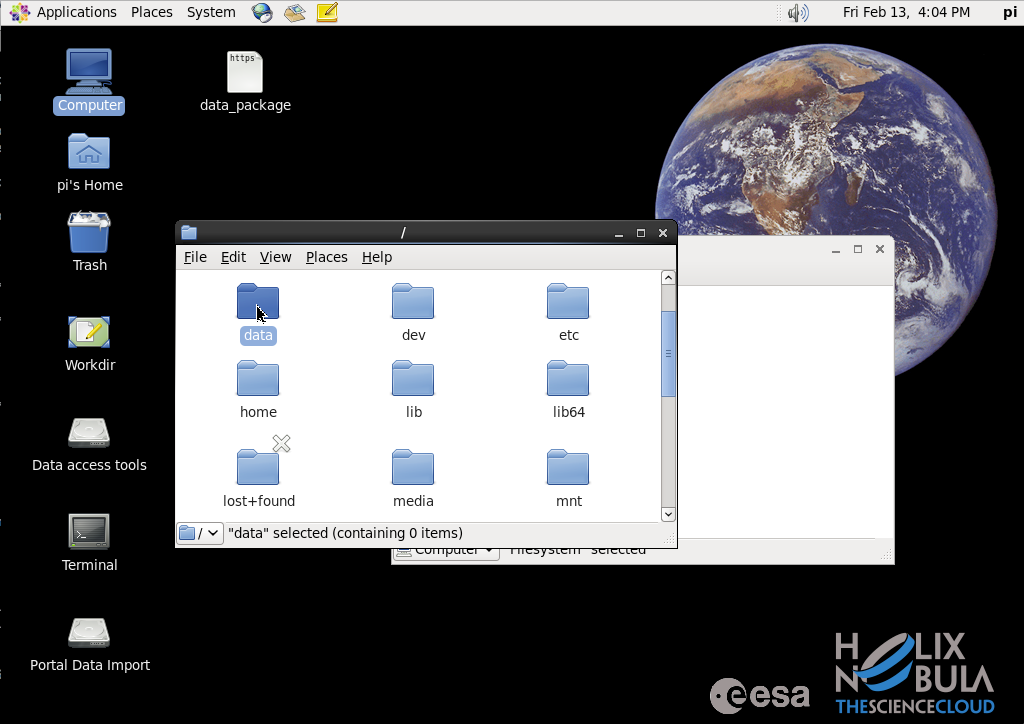 Applications Places System
Fri Feb 13, 4:04 PM pi
Computer
https
data_package
pi's Home
Trash
Workdir
Data access tools
Terminal
Portal Data Import
/
File Edit View Places Help
data dev etc
home lib lib64
lost+found media mnt
/ "data" selected (containing 0 items)
Computer "Filesystem" selected
esa
HELIX
NEBULA
THESCIENCECLOUD